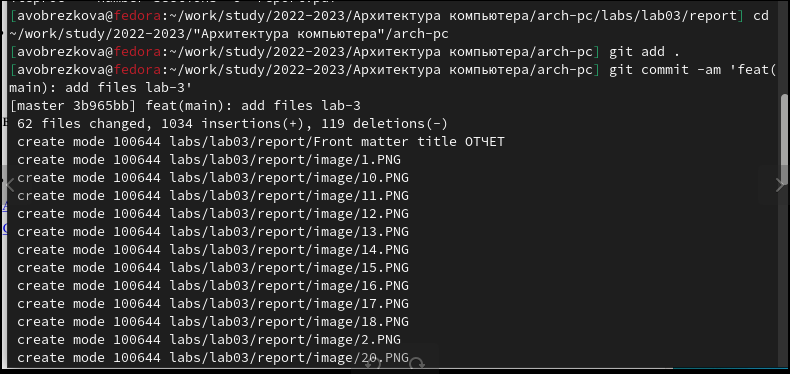 [avobrezkova@fedora:~/work/study/2022-2023/Архитектура компьютера/arch-pc/labs/lab03/report] cd
~/work/study/2022-2023/"Архитектура компьютера"/arch-pc
[avobrezkova@fedora:~/work/study/2022-2023/Архитектура компьютера/arch-pc] git add .
[avobrezkova@fedora:~/work/study/2022-2023/Архитектура компьютера/arch-pc] git commit -am 'feat(
main): add files lab-3'
[master 3b965bb] feat(main): add files lab-3
62 files changed, 1034 insertions(+), 119 deletions(-)
create mode 100644 labs/lab03/report/Front matter title ОТЧЕТ
create mode 100644 labs/lab03/report/image/1.PNG
create mode 100644 labs/lab03/report/image/10.PNG
create mode 100644 labs/lab03/report/image/11.PNG
create mode 100644 labs/lab03/report/image/12.PNG
create mode 100644 labs/lab03/report/image/13.PNG
create mode 100644 labs/lab03/report/image/14.PNG
create mode 100644 labs/lab03/report/image/15.PNG
create mode 100644 labs/lab03/report/image/16.PNG
create mode 100644 labs/lab03/report/image/17.PNG
create mode 100644 labs/lab03/report/image/18.PNG
create mode 100644 labs/lab03/report/image/2.PNG
create mode 100644 labs/lab03/report/image/20.PNG